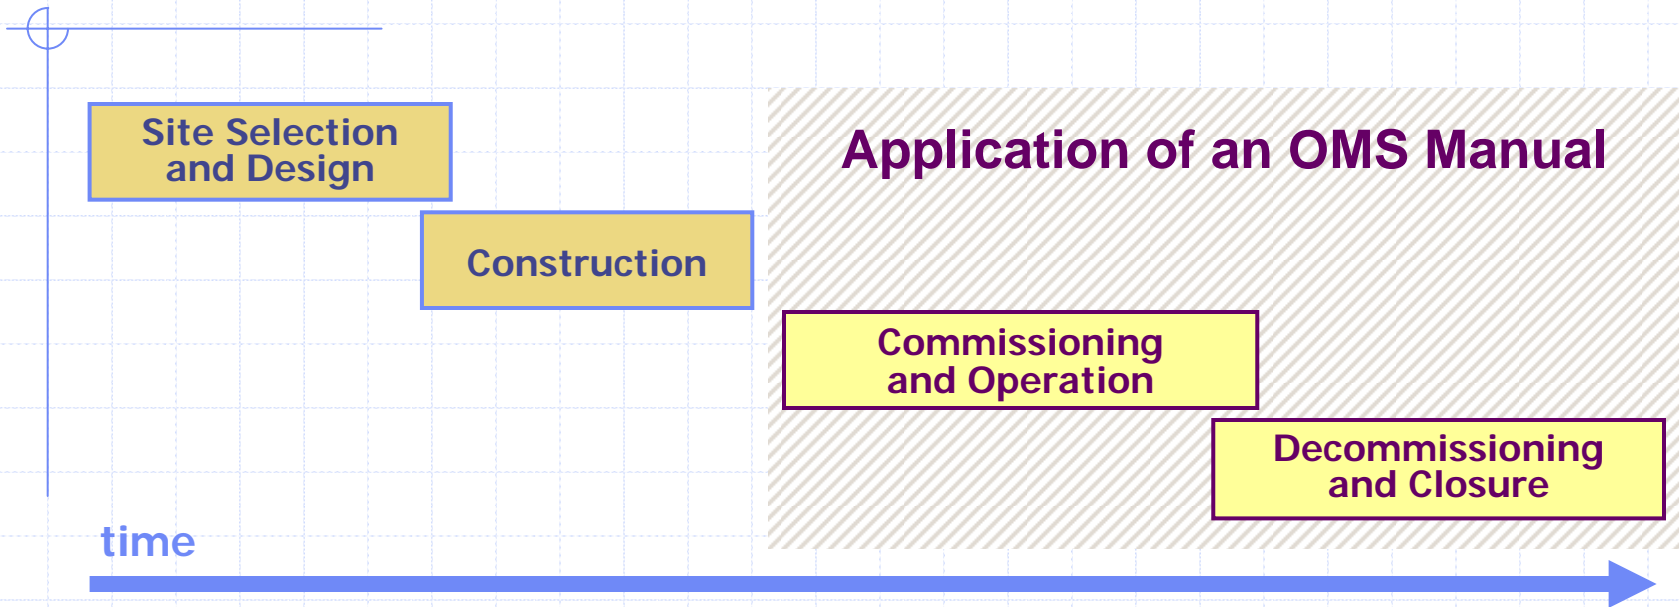 Site Selection
and Design
Application of an OMS Manual
Construction
Commissioning
and Operation
Decommissioning
and Closure
time